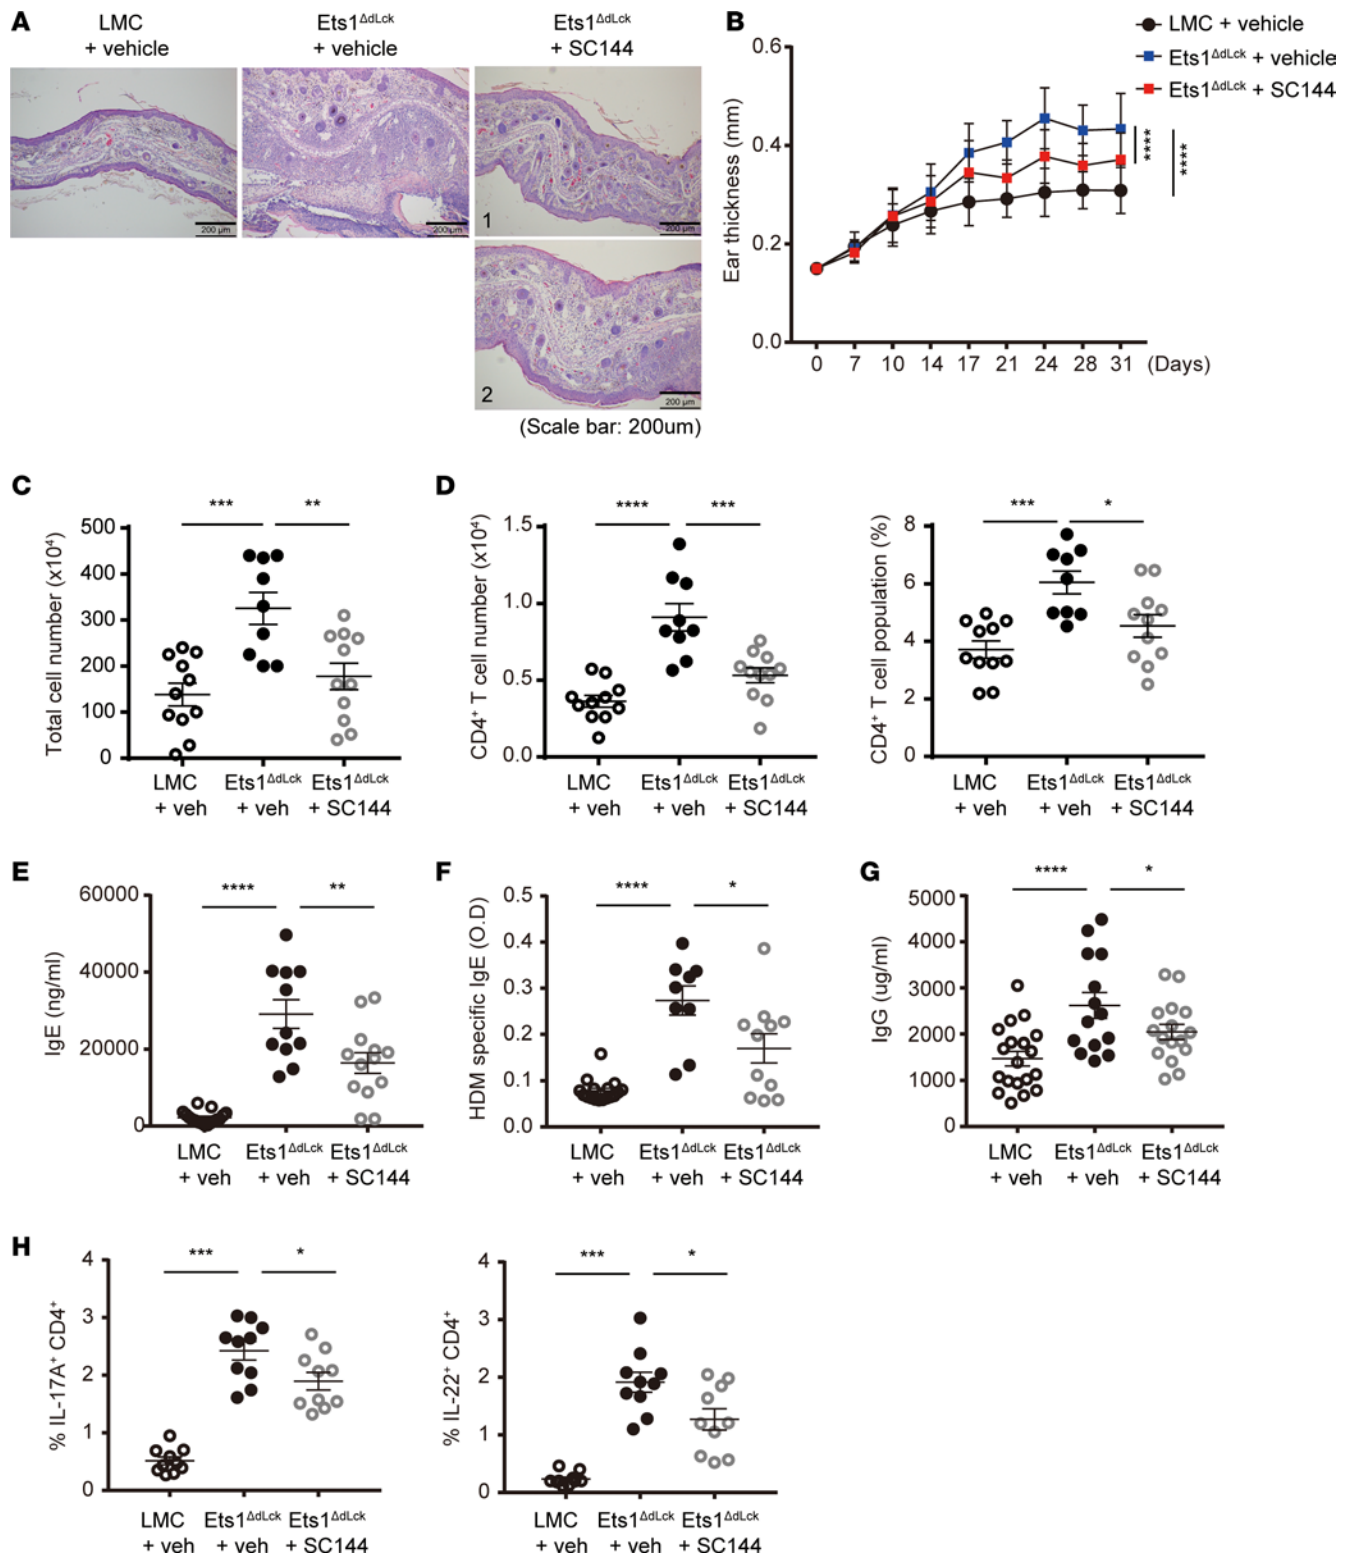 A
LMC
+ vehicle
Ets1ΔdLck
+ vehicle
Ets1ΔdLck
+ SC144
200 μm
200 μm
1
200 μm
2
200 μm
(Scale bar: 200um)
B
LMC + vehicle
Ets1ΔdLck + vehicle
Ets1ΔdLck + SC144
Ear thickness (mm)
0.6
0.4
0.2
0.0
0 7 10 14 17 21 24 28 31 (Days)
****
****
C
Total cell number (x10⁴)
500
400
300
200
100
0
***
**
LMC
+ veh
Ets1ΔdLck
+ veh
Ets1ΔdLck
+ SC144
D
CD4⁺ T cell number (x10⁴)
1.5
1.0
0.5
0.0
****
***
LMC
+ veh
Ets1ΔdLck
+ veh
Ets1ΔdLck
+ SC144
CD4⁺ T cell population (%)
8
6
4
2
0
***
*
LMC
+ veh
Ets1ΔdLck
+ veh
Ets1ΔdLck
+ SC144
E
IgE (ng/ml)
60000
40000
20000
0
****
**
LMC
+ veh
Ets1ΔdLck
+ veh
Ets1ΔdLck
+ SC144
F
HDM specific IgE (O.D)
0.5
0.4
0.3
0.2
0.1
0.0
****
*
LMC
+ veh
Ets1ΔdLck
+ veh
Ets1ΔdLck
+ SC144
G
IgG (ug/ml)
5000
4000
3000
2000
1000
0
****
*
LMC
+ veh
Ets1ΔdLck
+ veh
Ets1ΔdLck
+ SC144
H
% IL-17A⁺ CD4⁺
4
3
2
1
0
***
*
LMC
+ veh
Ets1ΔdLck
+ veh
Ets1ΔdLck
+ SC144
% IL-22⁺ CD4⁺
4
3
2
1
0
***
*
LMC
+ veh
Ets1ΔdLck
+ veh
Ets1ΔdLck
+ SC144